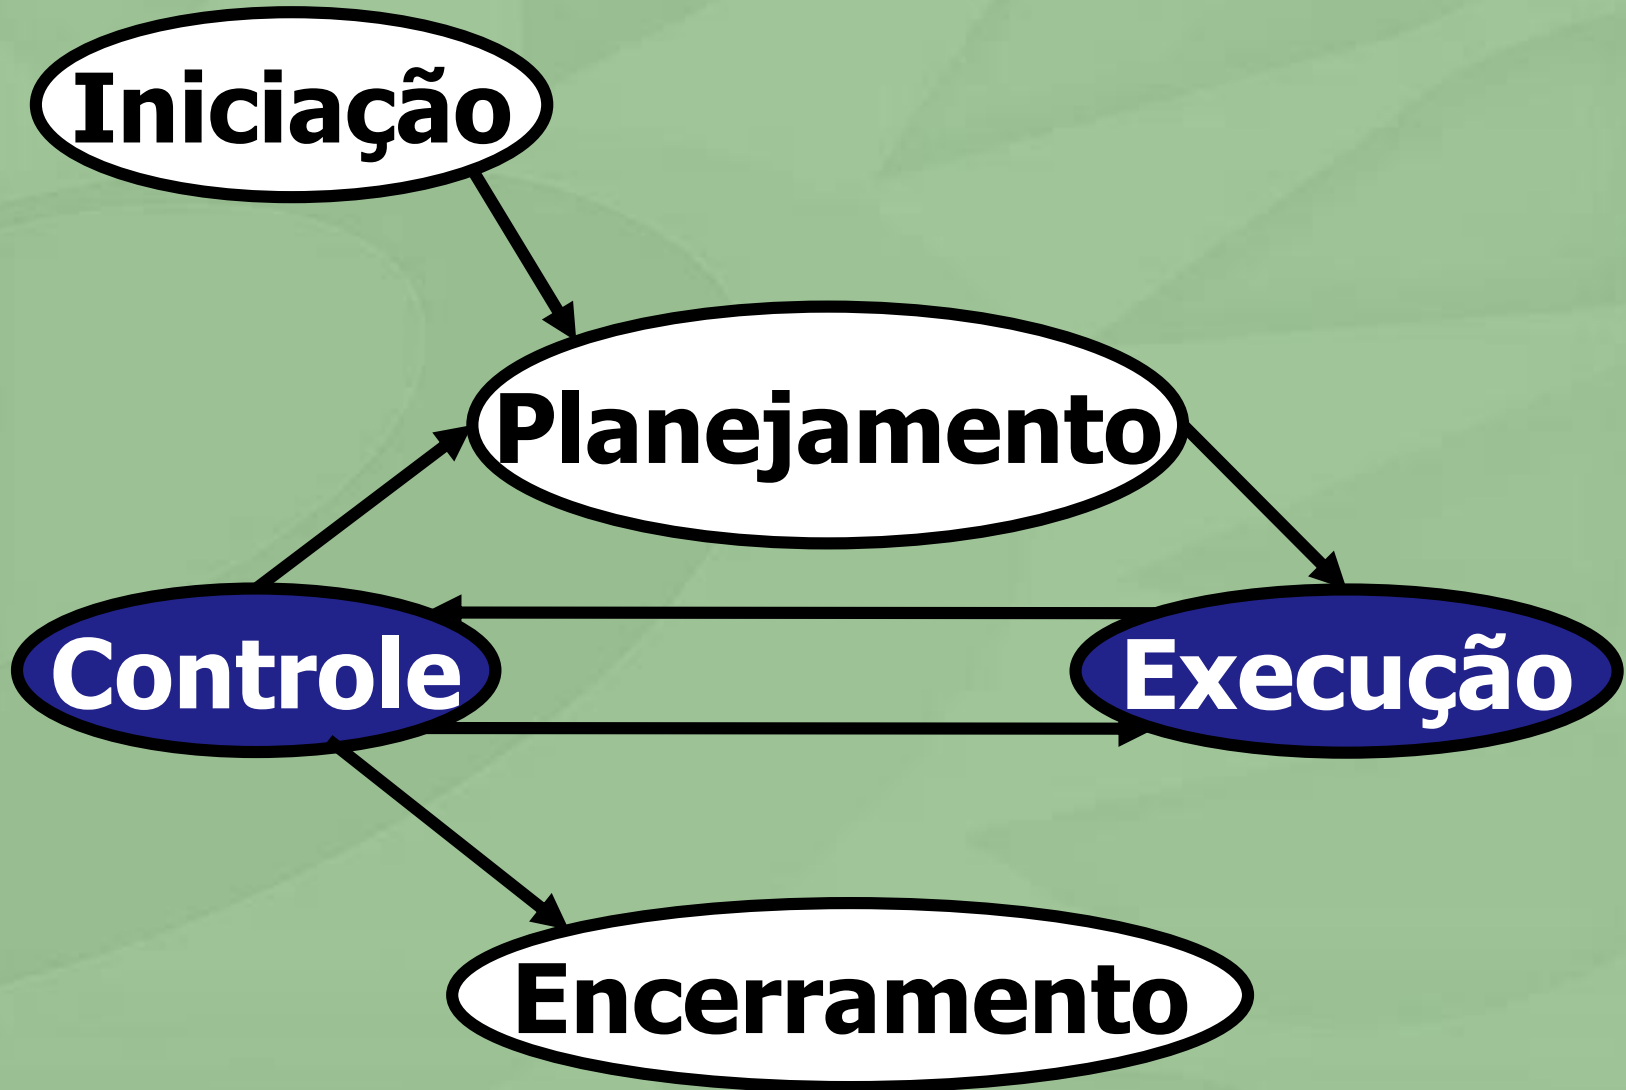 Iniciação
Planejamento
Controle
Execução
Encerramento